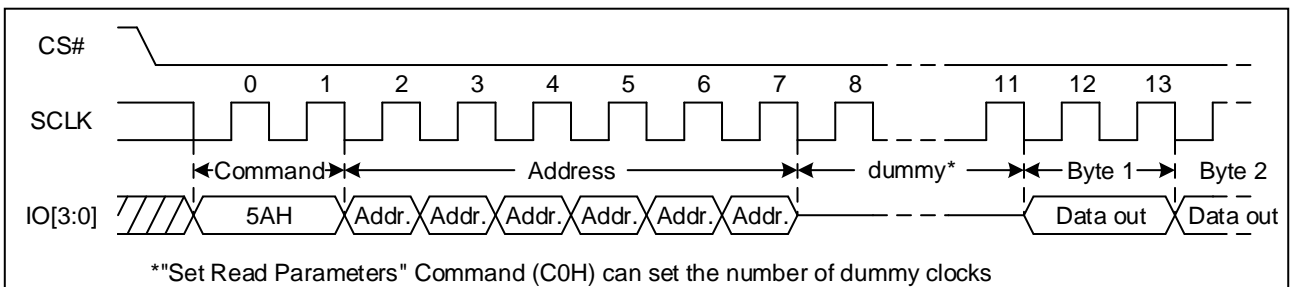 CS#
0 1 2 3 4 5 6 7 8 11 12 13
SCLK
Command Address dummy* Byte 1 Byte 2
IO[3:0] 5AH Addr. Addr. Addr. Addr. Addr. Addr. Data out Data out
*"Set Read Parameters" Command (C0H) can set the number of dummy clocks